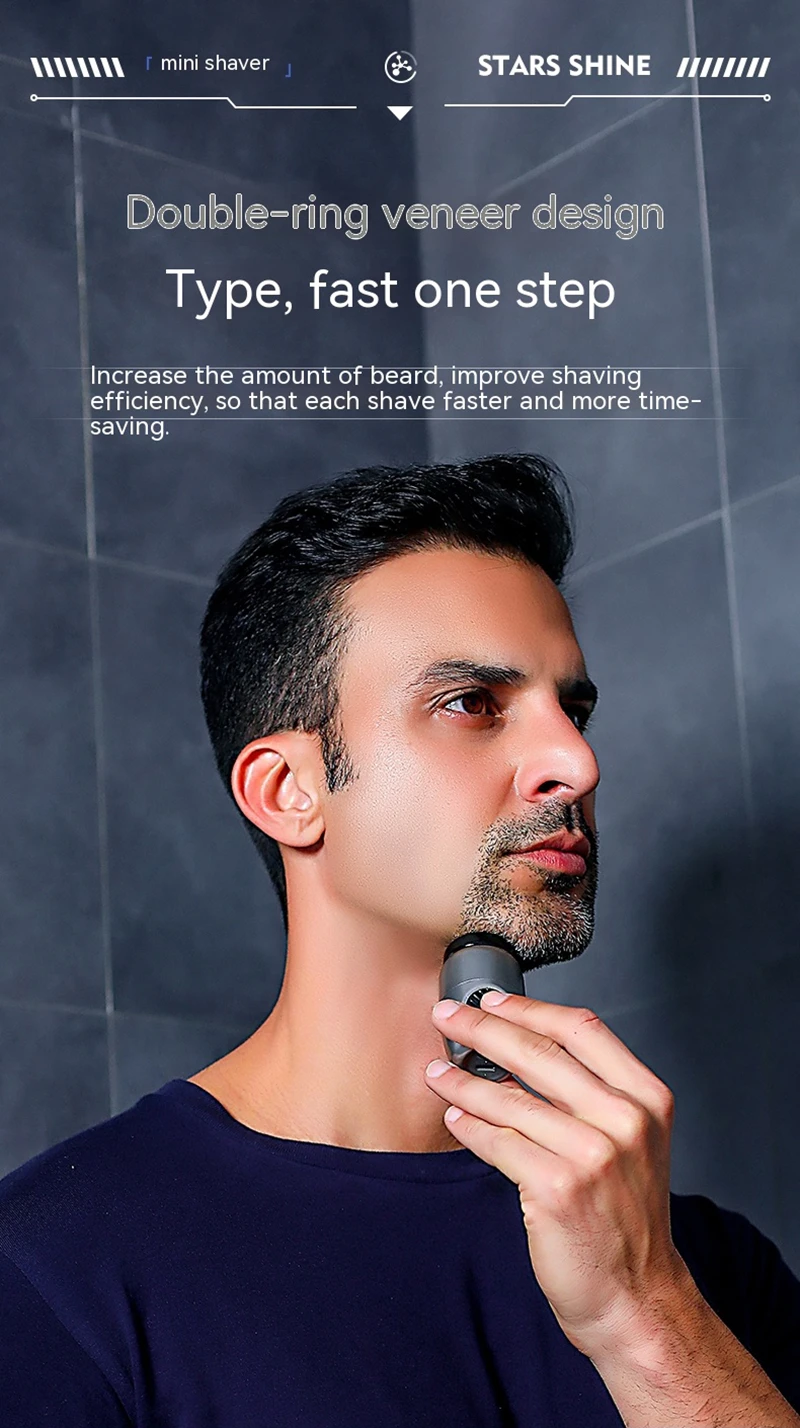 「 mini shaver 」
STARS SHINE
Double-ring veneer design
Type, fast one step
Increase the amount of beard, improve shaving
efficiency, so that each shave faster and more time-
saving.